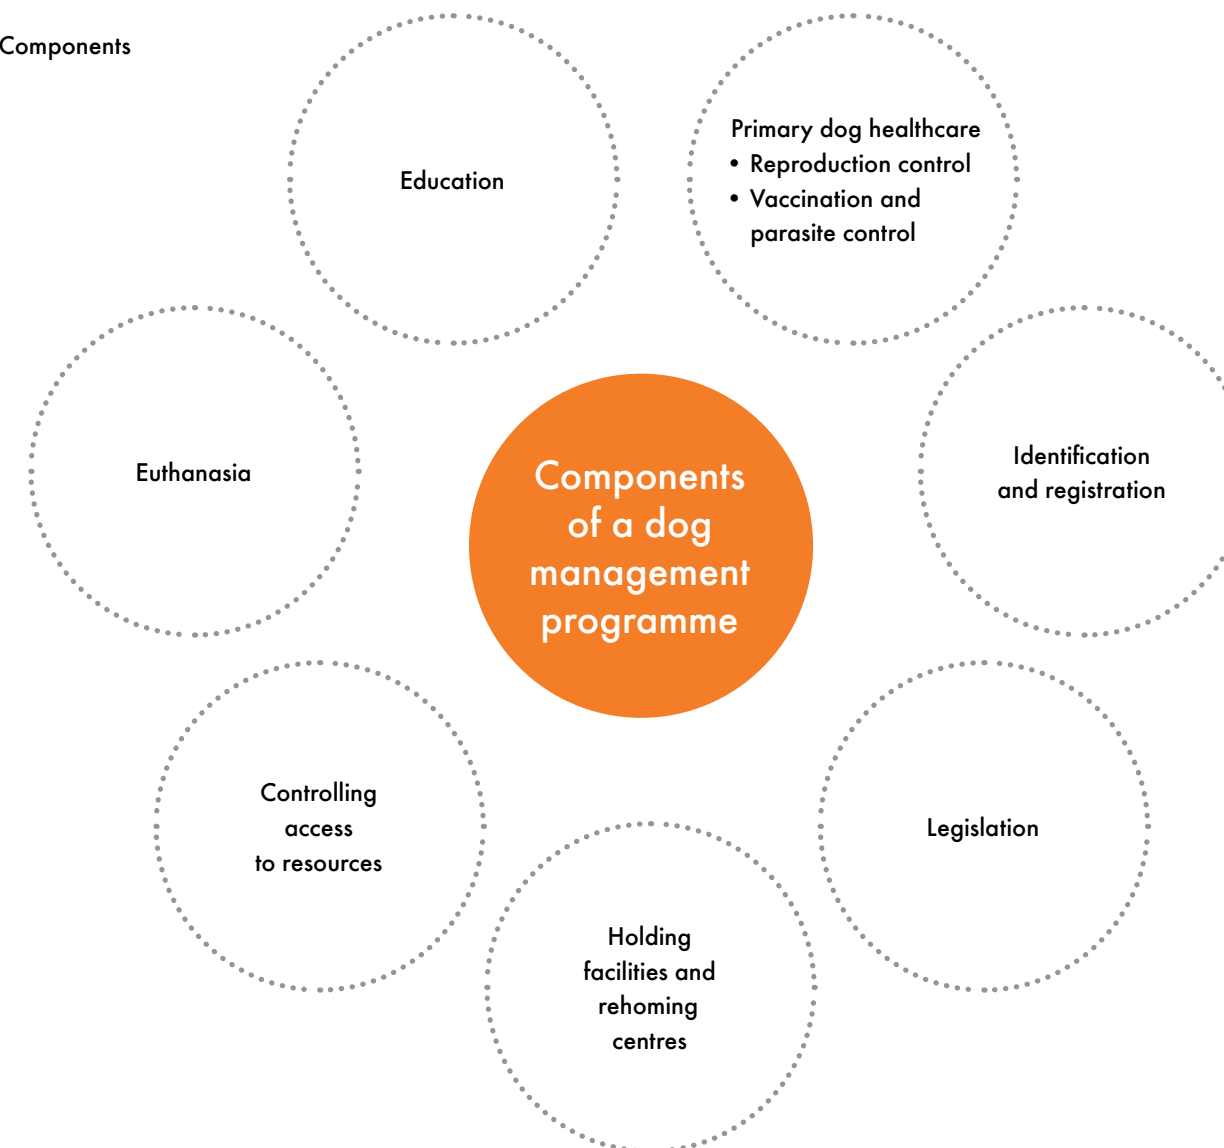 Components
Education
Primary dog healthcare
• Reproduction control
• Vaccination and
parasite control
Euthanasia
Identification
and registration
Components
of a dog
management
programme
Controlling
access
to resources
Legislation
Holding
facilities and
rehoming
centres